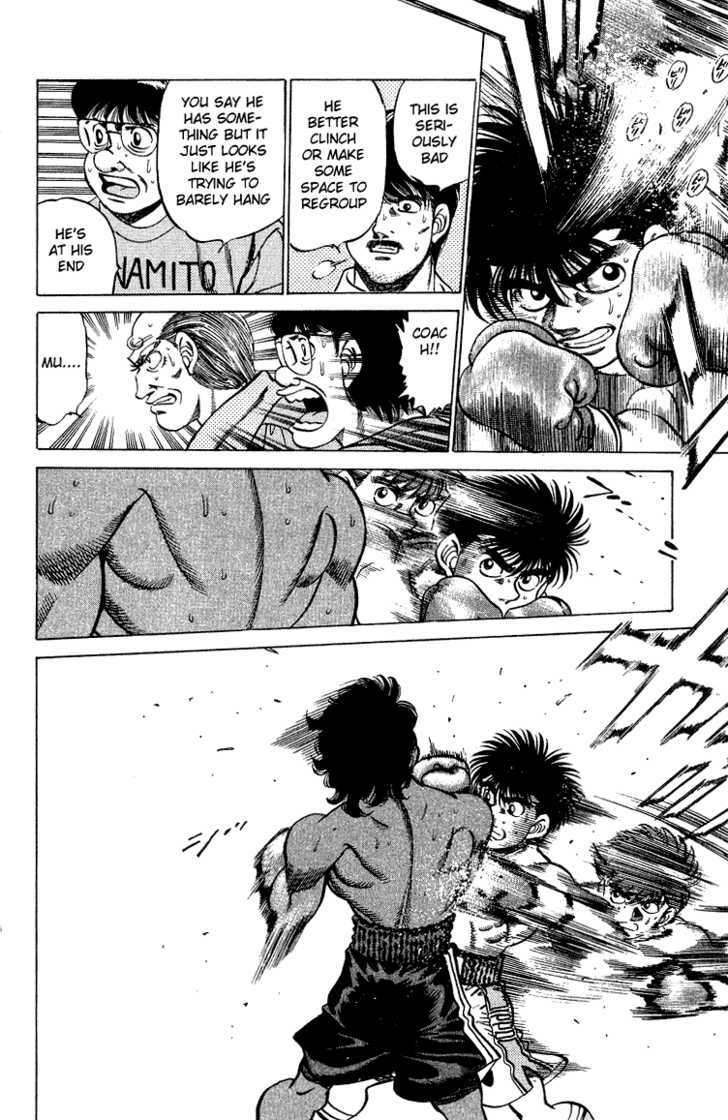 THIS IS
SERI-
OUSLY
BAD
HE
BETTER
CLINCH
OR MAKE
SOME
SPACE TO
REGROUP
YOU SAY HE
HAS SOME-
THING BUT IT
JUST LOOKS
LIKE HE'S
TRYING TO
BARELY HANG
HE'S
AT HIS
END
NAMITO
COAC
H!!
MU....